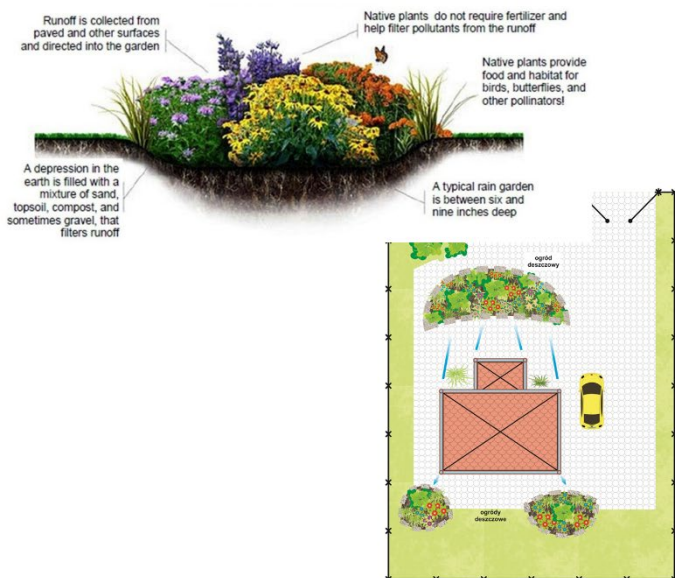 Runoff is collected from
paved and other surfaces
and directed into the garden
Native plants do not require fertilizer and
help filter pollutants from the runoff
Native plants provide
food and habitat for
birds, butterflies, and
other pollinators!
A depression in the
earth is filled with a
mixture of sand,
topsoil, compost, and
sometimes gravel, that
filters runoff
A typical rain garden
is between six and
nine inches deep
ogród
deszczowy
ogródy
deszczowe